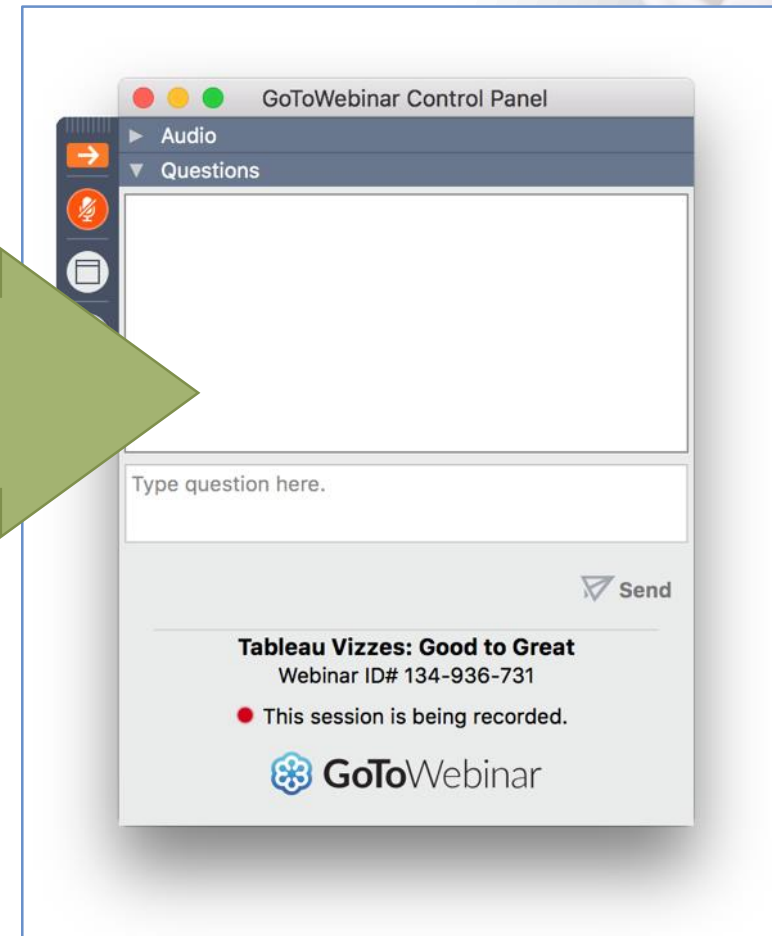 GoToWebinar Control Panel
Audio
Questions
Type question here.
Send
Tableau Vizzes: Good to Great
Webinar ID# 134-936-731
This session is being recorded.
GoToWebinar